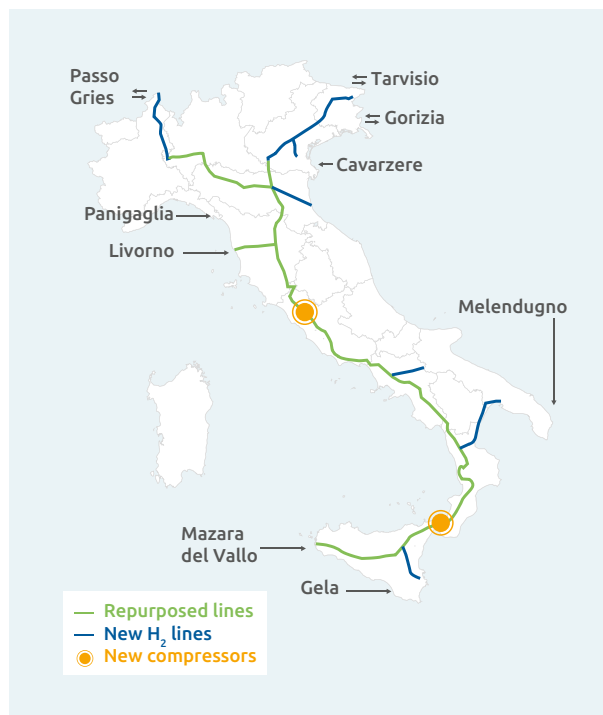 Passo
Gries
Tarvisio
Gorizia
Cavarzere
Panigaglia
Livorno
Melendugno
Mazara
del Vallo
Gela
Repurposed lines
New H₂ lines
New compressors